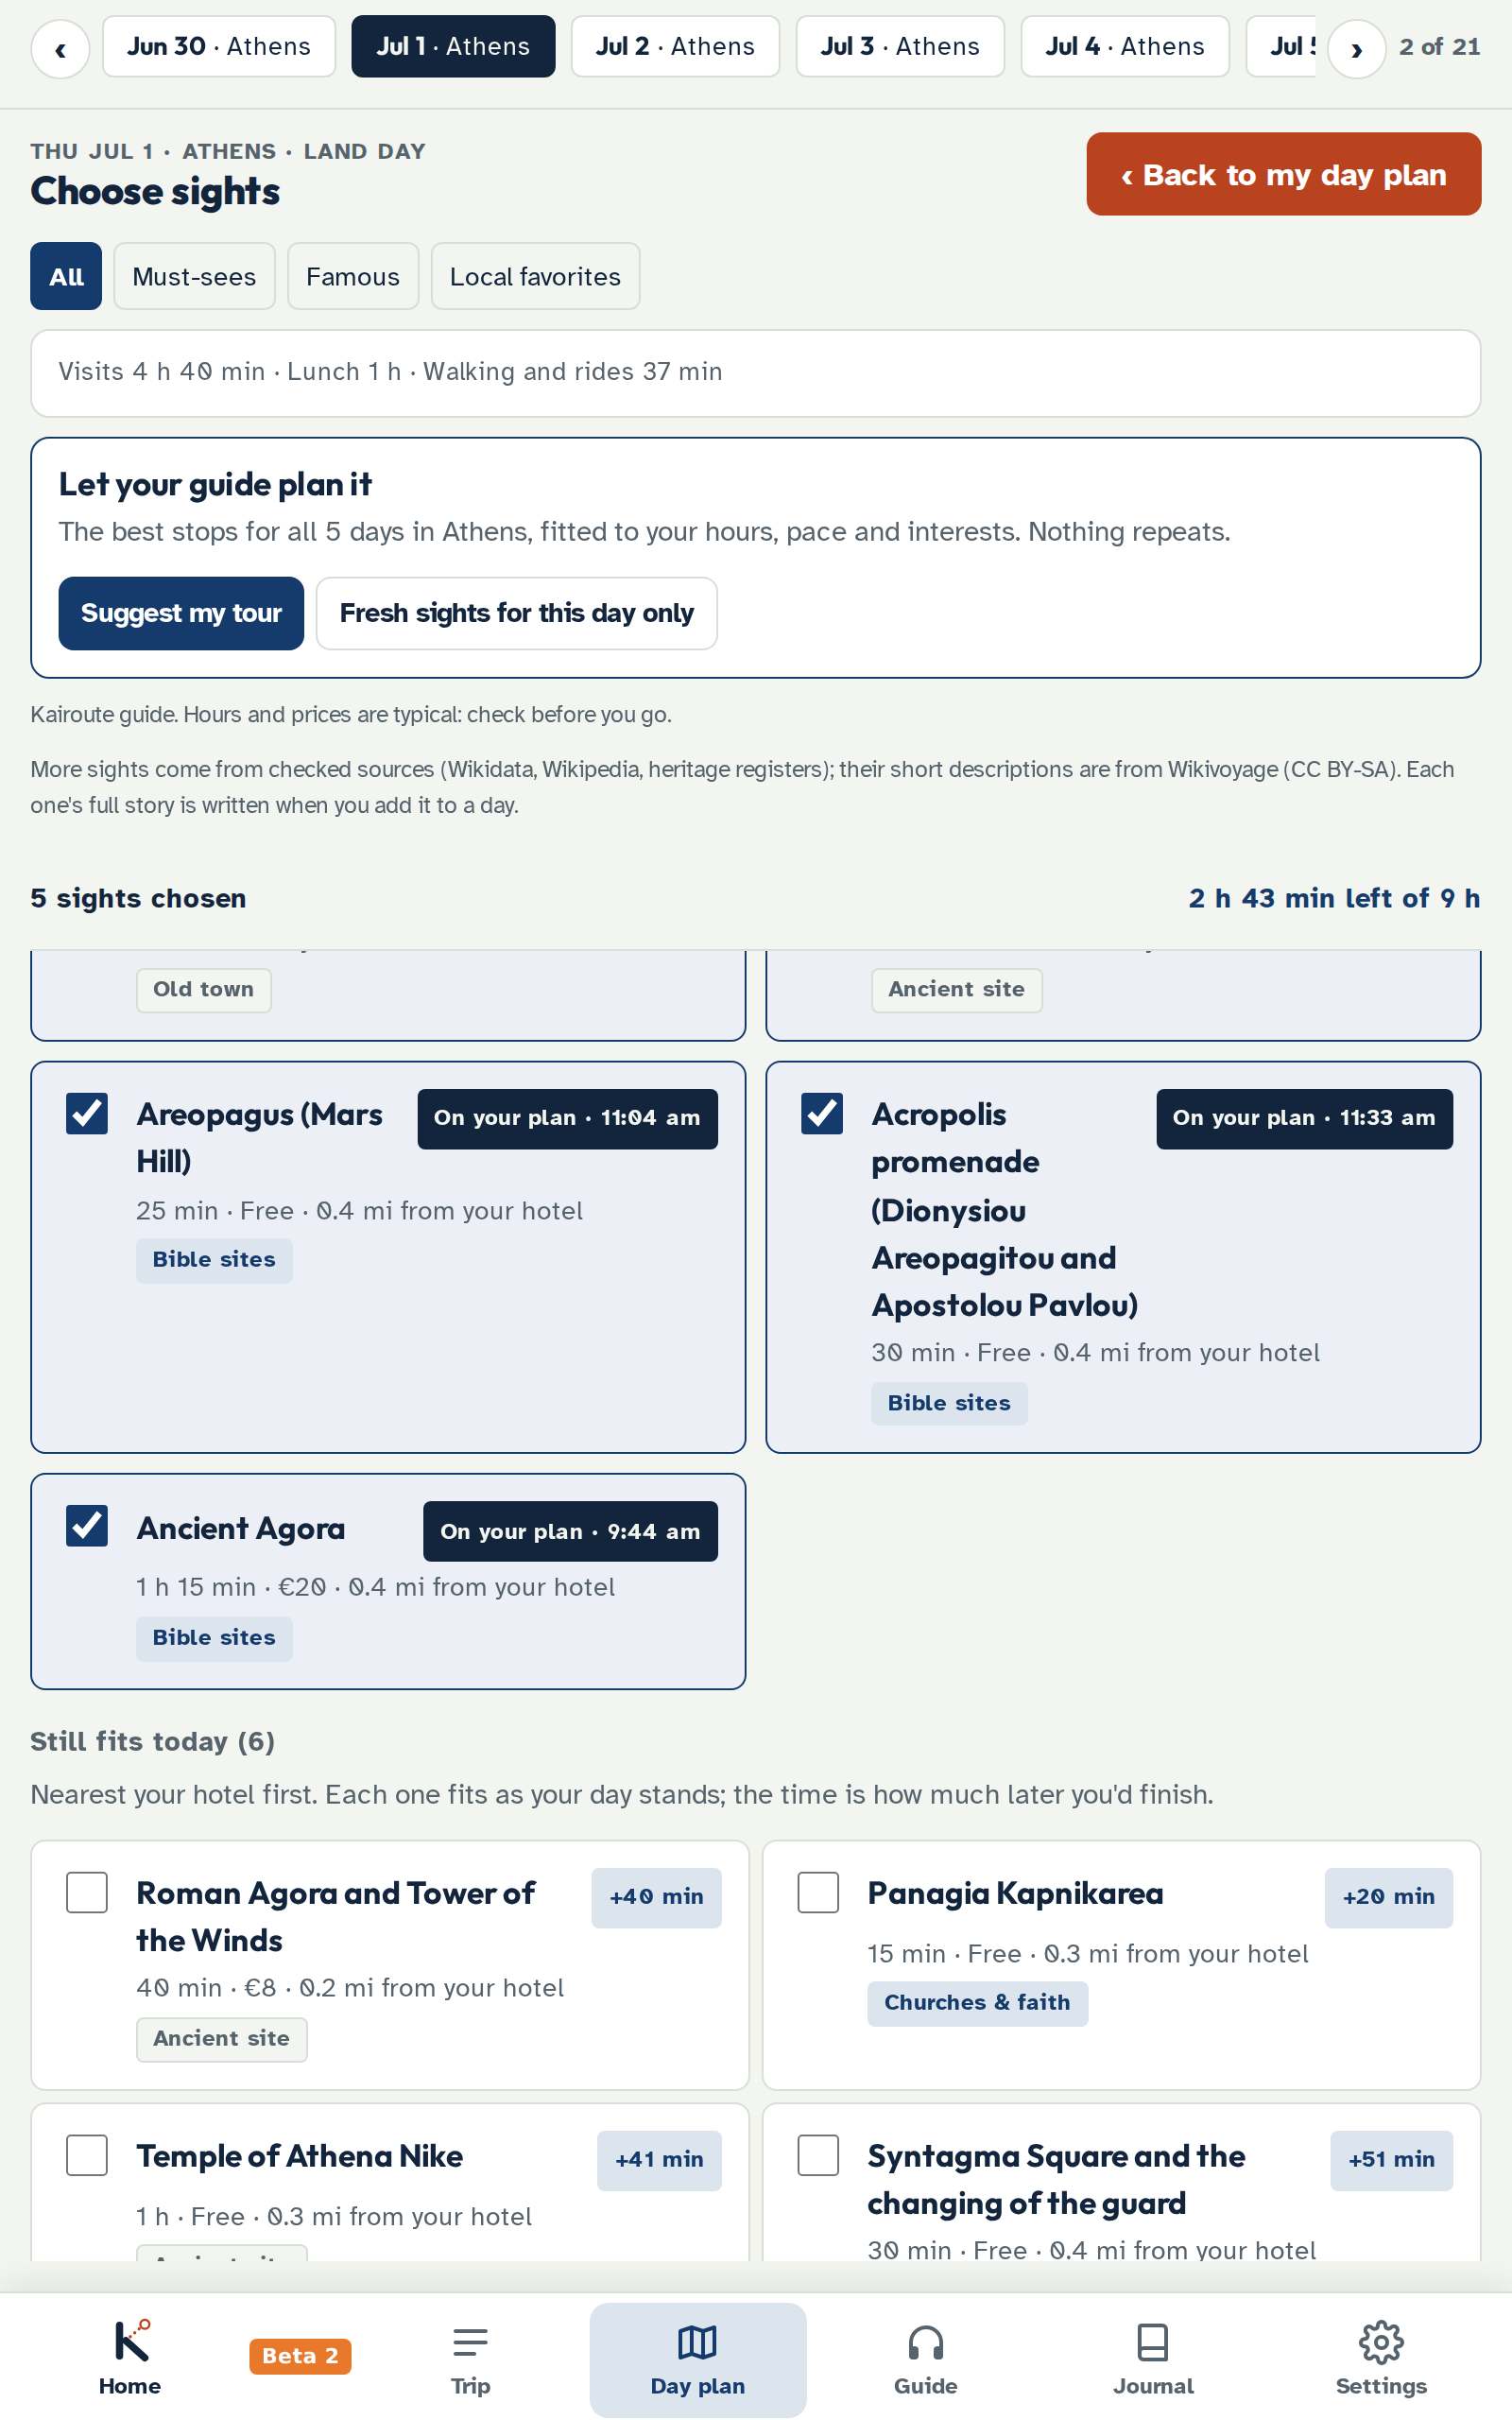 ‹
Jun 30 · Athens
Jul 1 · Athens
Jul 2 · Athens
Jul 3 · Athens
Jul 4 · Athens
Jul
›
2 of 21
THU JUL 1 · ATHENS · LAND DAY
Choose sights
‹ Back to my day plan
All
Must-sees
Famous
Local favorites
Visits 4 h 40 min · Lunch 1 h · Walking and rides 37 min
Let your guide plan it
The best stops for all 5 days in Athens, fitted to your hours, pace and interests. Nothing repeats.
Suggest my tour
Fresh sights for this day only
Kairoute guide. Hours and prices are typical: check before you go.
More sights come from checked sources (Wikidata, Wikipedia, heritage registers); their short descriptions are from Wikivoyage (CC BY-SA). Each
one's full story is written when you add it to a day.
5 sights chosen
2 h 43 min left of 9 h
Old town
Ancient site
Areopagus (Mars
Hill)
On your plan · 11:04 am
25 min · Free · 0.4 mi from your hotel
Bible sites
Acropolis
promenade
(Dionysiou
Areopagitou and
Apostolou Pavlou)
On your plan · 11:33 am
30 min · Free · 0.4 mi from your hotel
Bible sites
Ancient Agora
On your plan · 9:44 am
1 h 15 min · €20 · 0.4 mi from your hotel
Bible sites
Still fits today (6)
Nearest your hotel first. Each one fits as your day stands; the time is how much later you'd finish.
Roman Agora and Tower of
the Winds
+40 min
40 min · €8 · 0.2 mi from your hotel
Ancient site
Panagia Kapnikarea
+20 min
15 min · Free · 0.3 mi from your hotel
Churches & faith
Temple of Athena Nike
+41 min
1 h · Free · 0.3 mi from your hotel
Syntagma Square and the
changing of the guard
+51 min
30 min · Free · 0.4 mi from your hotel
Home
Beta 2
Trip
Day plan
Guide
Journal
Settings